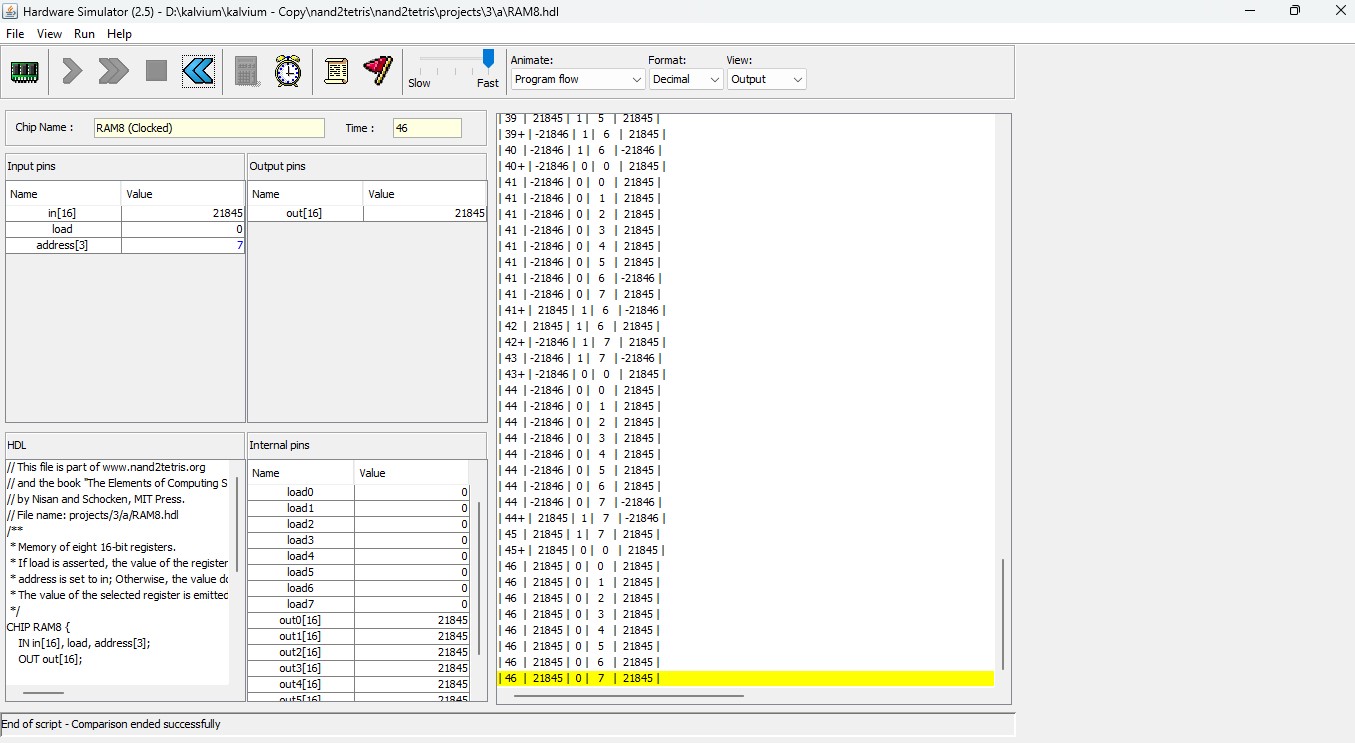 Hardware Simulator (2.5) - D:\kalvium\kalvium - Copy\nand2tetris\nand2tetris\projects\3\a\RAM8.hdl
File View Run Help
Slow Fast
Animate: Format: View:
Program flow Decimal Output
Chip Name : RAM8 (Clocked) Time : 46
Input pins
Name Value
in[16] 21845
load 0
address[3] 7
Output pins
Name Value
out[16] 21845
HDL
// This file is part of www.nand2tetris.org
// and the book "The Elements of Computing S
// by Nisan and Schocken, MIT Press.
// File name: projects/3/a/RAM8.hdl
/**
* Memory of eight 16-bit registers.
* If load is asserted, the value of the register
* address is set to in; Otherwise, the value do
* The value of the selected register is emitted
*/
CHIP RAM8 {
IN in[16], load, address[3];
OUT out[16];
Internal pins
Name Value
load0 0
load1 0
load2 0
load3 0
load4 0
load5 0
load6 0
load7 0
out0[16] 21845
out1[16] 21845
out2[16] 21845
out3[16] 21845
out4[16] 21845
out5[16] 21845
| 39 | 21845 | 1 | 5 | 21845 |
| 39+ | -21846 | 1 | 6 | 21845 |
| 40 | -21846 | 1 | 6 | -21846 |
| 40+ | -21846 | 0 | 0 | 21845 |
| 41 | -21846 | 0 | 0 | 21845 |
| 41 | -21846 | 0 | 1 | 21845 |
| 41 | -21846 | 0 | 2 | 21845 |
| 41 | -21846 | 0 | 3 | 21845 |
| 41 | -21846 | 0 | 4 | 21845 |
| 41 | -21846 | 0 | 5 | 21845 |
| 41 | -21846 | 0 | 6 | -21846 |
| 41 | -21846 | 0 | 7 | 21845 |
| 41+ | 21845 | 1 | 6 | -21846 |
| 42 | 21845 | 1 | 6 | 21845 |
| 42+ | -21846 | 1 | 7 | 21845 |
| 43 | -21846 | 1 | 7 | -21846 |
| 43+ | -21846 | 0 | 0 | 21845 |
| 44 | -21846 | 0 | 0 | 21845 |
| 44 | -21846 | 0 | 1 | 21845 |
| 44 | -21846 | 0 | 2 | 21845 |
| 44 | -21846 | 0 | 3 | 21845 |
| 44 | -21846 | 0 | 4 | 21845 |
| 44 | -21846 | 0 | 5 | 21845 |
| 44 | -21846 | 0 | 6 | 21845 |
| 44 | -21846 | 0 | 7 | -21846 |
| 44+ | 21845 | 1 | 7 | -21846 |
| 45 | 21845 | 1 | 7 | 21845 |
| 45+ | 21845 | 0 | 0 | 21845 |
| 46 | 21845 | 0 | 0 | 21845 |
| 46 | 21845 | 0 | 1 | 21845 |
| 46 | 21845 | 0 | 2 | 21845 |
| 46 | 21845 | 0 | 3 | 21845 |
| 46 | 21845 | 0 | 4 | 21845 |
| 46 | 21845 | 0 | 5 | 21845 |
| 46 | 21845 | 0 | 6 | 21845 |
| 46 | 21845 | 0 | 7 | 21845 |
End of script - Comparison ended successfully